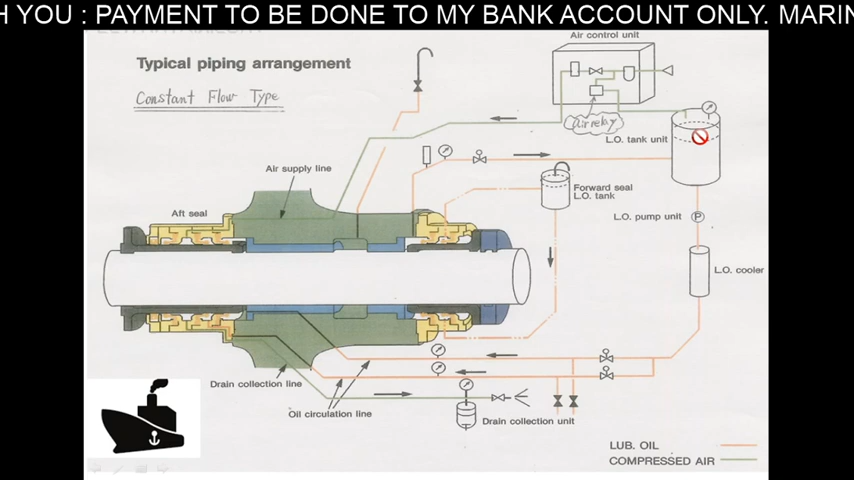 H YOU : PAYMENT TO BE DONE TO MY BANK ACCOUNT ONLY. MARIN
Air control unit
Typical piping arrangement
Constant Flow Type
Air relay
L.O. tank unit
Air supply line
Forward seal
L.O. tank
Aft seal
L.O. pump unit
P
L.O. cooler
Drain collection line
Oil circulation line
Drain collection unit
LUB. OIL
COMPRESSED AIR